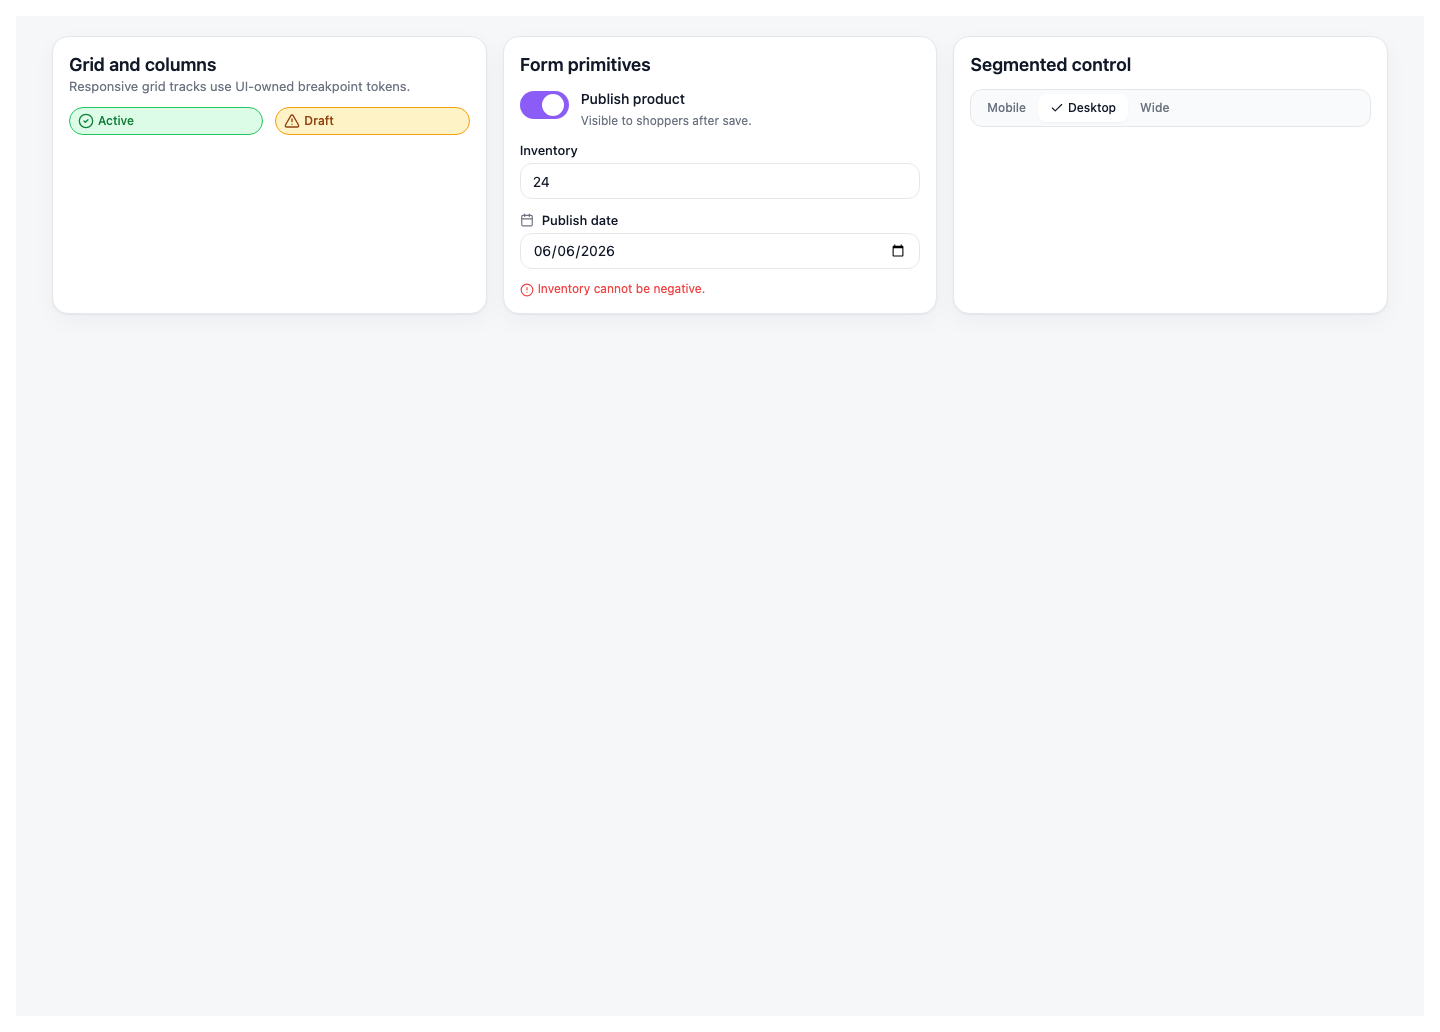 Grid and columns
Responsive grid tracks use UI-owned breakpoint tokens.
Active
Draft
Form primitives
Publish product
Visible to shoppers after save.
Inventory
24
Publish date
06/06/2026
Inventory cannot be negative.
Segmented control
Mobile
Desktop
Wide